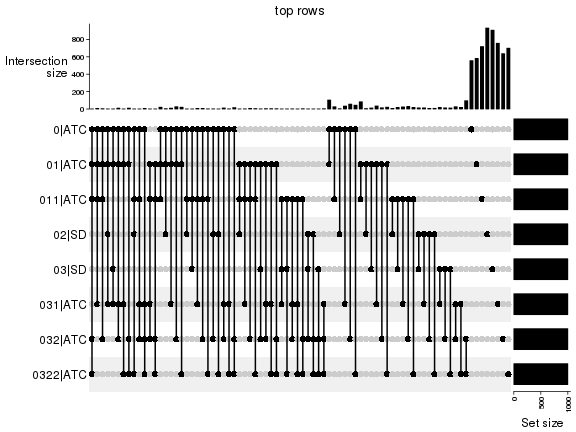 top rows
Intersection
size
800
600
400
200
0
0|ATC
01|ATC
011|ATC
02|SD
03|SD
031|ATC
032|ATC
0322|ATC
0
500
1000
Set size